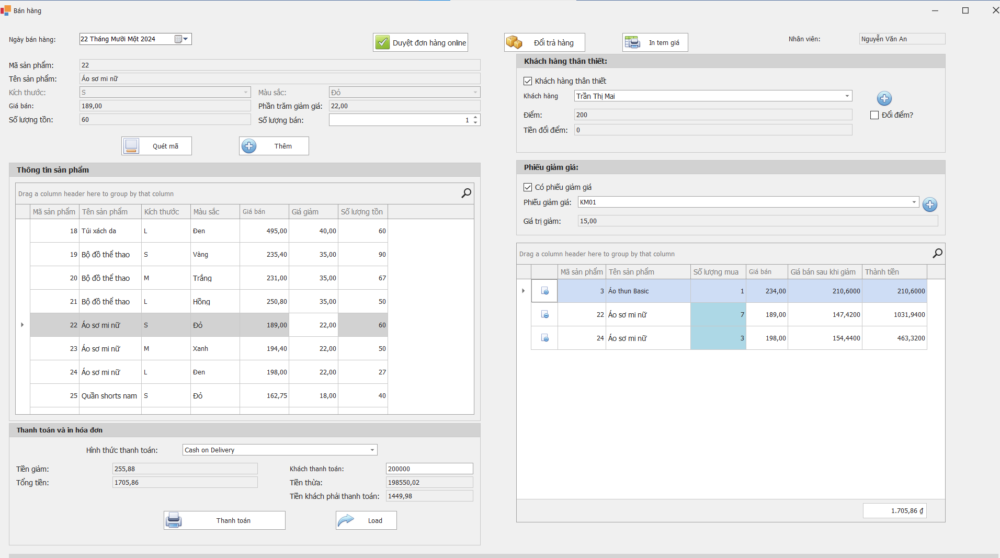 Bán hàng
Ngày bán hàng: 22 Tháng Mười Một 2024
Duyệt đơn hàng online
Đổi trả hàng
In tem giá
Nhân viên: Nguyễn Văn An
Mã sản phẩm: 22
Tên sản phẩm: Áo sơ mi nữ
Kích thước: S Màu sắc: Đỏ
Giá bán: 189,00 Phần trăm giảm giá: 22,00
Số lượng tồn: 60 Số lượng bán: 1
Quét mã Thêm
Khách hàng thân thiết:
Khách hàng thân thiết
Khách hàng Trần Thị Mai
Điểm: 200 Đổi điểm?
Tiền đổi điểm: 0
Phiếu giảm giá:
Có phiếu giảm giá
Phiếu giảm giá: KM01
Giá trị giảm: 15,00
Thông tin sản phẩm
Drag a column header here to group by that column
Mã sản phẩm Tên sản phẩm Kích thước Màu sắc Giá bán Giá giảm Số lượng tồn
18 Túi xách da L Đen 495,00 40,00 60
19 Bộ đồ thể thao S Vàng 235,40 35,00 90
20 Bộ đồ thể thao M Trắng 231,00 35,00 67
21 Bộ đồ thể thao L Hồng 250,80 35,00 50
22 Áo sơ mi nữ S Đỏ 189,00 22,00 60
23 Áo sơ mi nữ M Xanh 194,40 22,00 50
24 Áo sơ mi nữ L Đen 198,00 22,00 27
25 Quần shorts nam S Đỏ 162,75 18,00 40
Drag a column header here to group by that column
Mã sản phẩm Tên sản phẩm Số lượng mua Giá bán Giá bán sau khi giảm Thành tiền
3 Áo thun Basic 1 234,00 210,6000 210,6000
22 Áo sơ mi nữ 7 189,00 147,4200 1031,9400
24 Áo sơ mi nữ 3 198,00 154,4400 463,3200
1.705,86 ₫
Thanh toán và in hóa đơn
Hình thức thanh toán: Cash on Delivery
Tiền giảm: 255,88 Khách thanh toán: 200000
Tổng tiền: 1705,86 Tiền thừa: 198550,02
Tiền khách phải thanh toán: 1449,98
Thanh toán Load